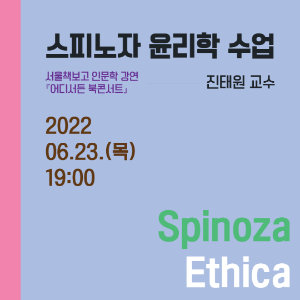 스피노자 윤리학 수업
서울책보고 인문학 강연
『어디서든 북콘서트』
진태원 교수
2022
06.23.(목)
19:00
Spinoza
Ethica